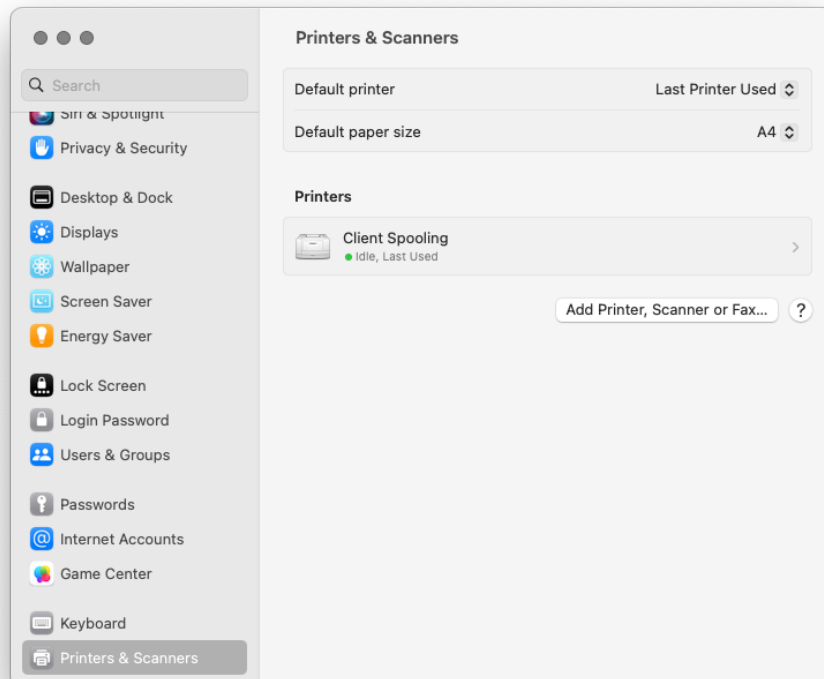 Search
Siri & Spotlight
Privacy & Security
Desktop & Dock
Displays
Wallpaper
Screen Saver
Energy Saver
Lock Screen
Login Password
Users & Groups
Passwords
Internet Accounts
Game Center
Keyboard
Printers & Scanners
Printers & Scanners
Default printer Last Printer Used
Default paper size A4
Printers
Client Spooling
Idle, Last Used
Add Printer, Scanner or Fax... ?